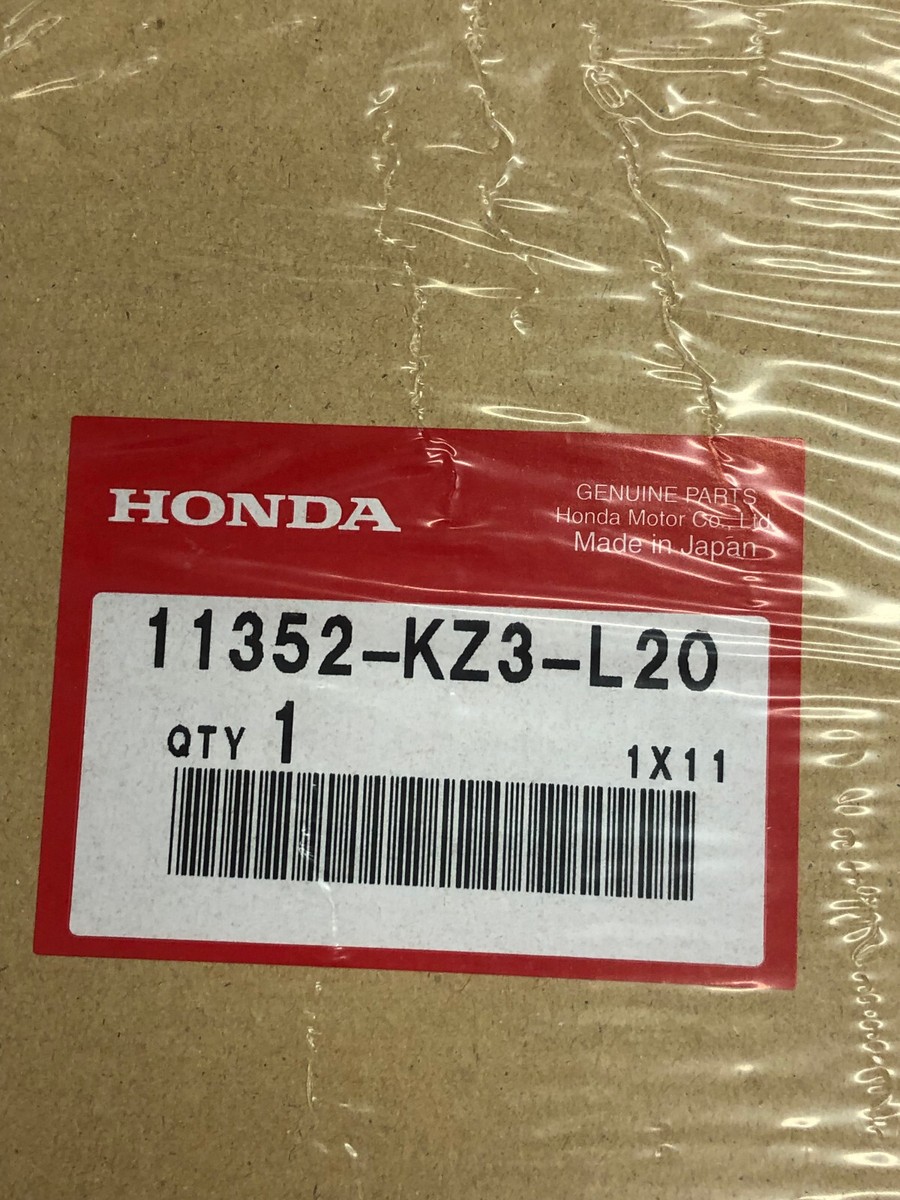 HONDA
GENUINE PARTS
Honda Motor Co., Ltd
Made in Japan
11352-KZ3-L20
QTY 1
1X11